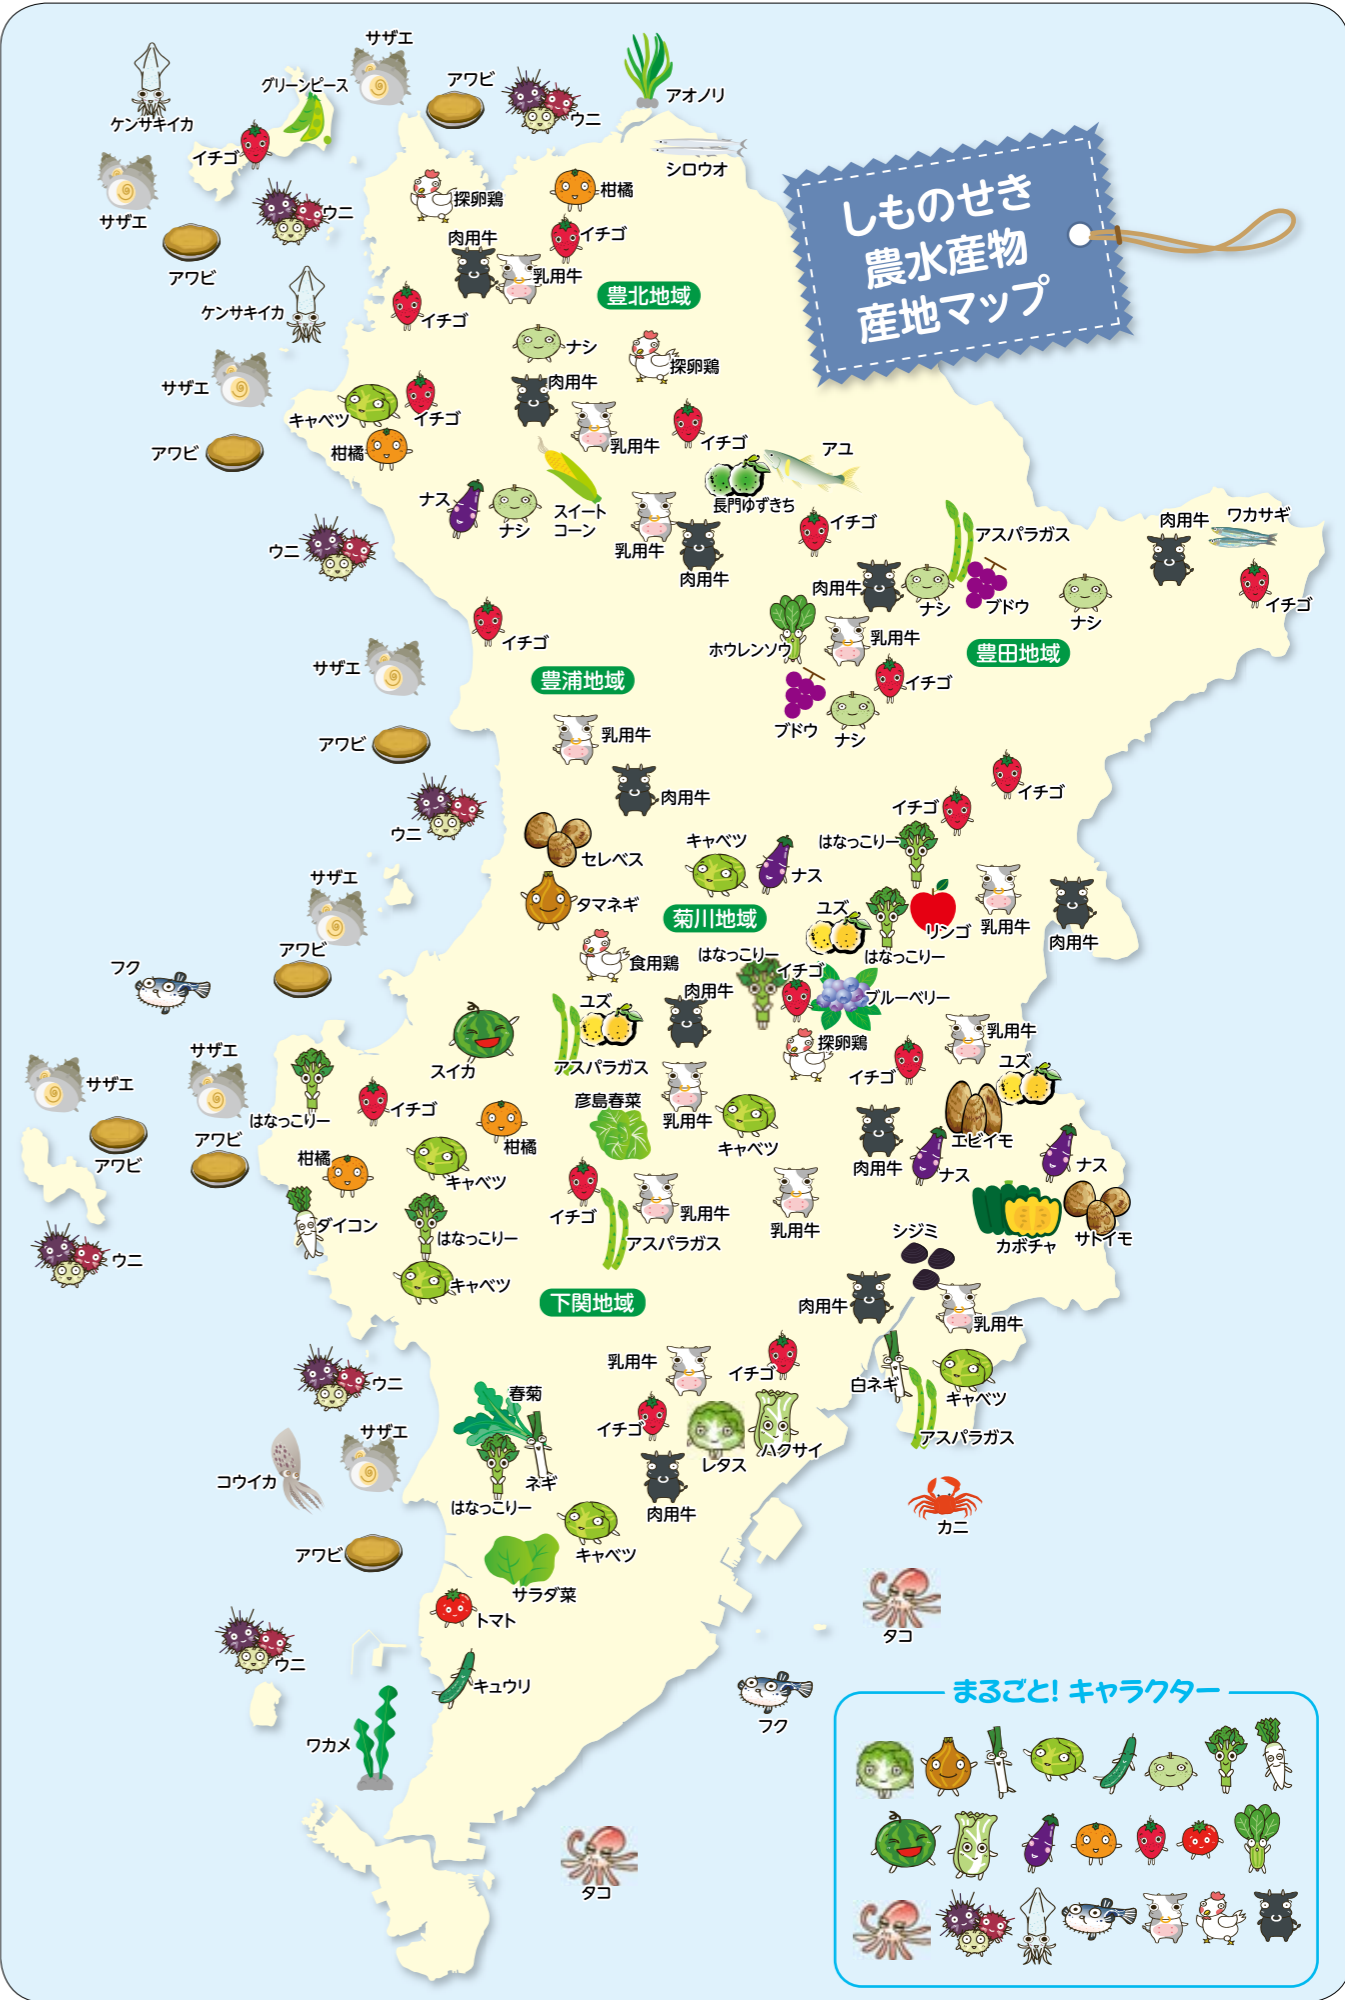 サザエ
ケンサキイカ
グリーンピース
アワビ
ウニ
アオノリ
イチゴ
シロウオ
サザエ
ウニ
アワビ
探卵鶏
柑橘
しものせき
農水産物
産地マップ
肉用牛
イチゴ
乳用牛
豊北地域
ケンサキイカ
イチゴ
ナシ
探卵鶏
サザエ
キャベツ
イチゴ
肉用牛
乳用牛
イチゴ
アワビ
柑橘
アユ
ナス
ナシ
スイート
コーン
長門ゆずきち
イチゴ
乳用牛
肉用牛
アスパラガス
肉用牛
ワカサギ
ウニ
肉用牛
ナシ
ブドウ
ナシ
イチゴ
イチゴ
ホウレンソウ
乳用牛
豊田地域
サザエ
豊浦地域
イチゴ
ブドウ
ナシ
アワビ
乳用牛
肉用牛
イチゴ
イチゴ
ウニ
セレベス
キャベツ
ナス
はなっこりー
サザエ
タマネギ
菊川地域
ユズ
リンゴ
乳用牛
肉用牛
アワビ
食用鶏
はなっこりー
はなっこりー
イチゴ
フク
肉用牛
ブルーベリー
ユズ
スイカ
アスパラガス
探卵鶏
乳用牛
サザエ
サザエ
イチゴ
ユズ
はなっこりー
イチゴ
彦島春菜
乳用牛
アワビ
アワビ
柑橘
キャベツ
エビイモ
柑橘
キャベツ
肉用牛
ナス
ナス
ダイコン
はなっこりー
イチゴ
乳用牛
アスパラガス
乳用牛
シジミ
カボチャ
サトイモ
ウニ
キャベツ
下関地域
肉用牛
乳用牛
ウニ
乳用牛
イチゴ
白ネギ
キャベツ
春菊
イチゴ
サザエ
レタス
ハクサイ
アスパラガス
コウイカ
ネギ
はなっこりー
肉用牛
カニ
アワビ
キャベツ
サラダ菜
トマト
タコ
ウニ
キュウリ
フク
ワカメ
タコ
まるごと! キャラクター